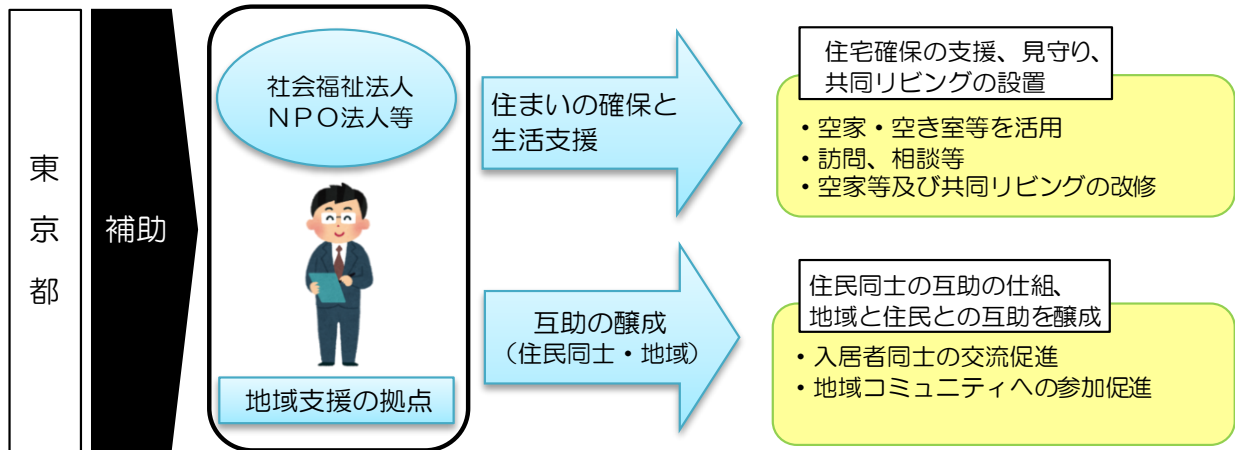 東京都
補助
社会福祉法人
ＮＰＯ法人等
地域支援の拠点
住まいの確保と
生活支援
住宅確保の支援、見守り、
共同リビングの設置
・空家・空き室等を活用
・訪問、相談等
・空家等及び共同リビングの改修
互助の醸成
（住民同士・地域）
住民同士の互助の仕組、
地域と住民との互助を醸成
・入居者同士の交流促進
・地域コミュニティへの参加促進